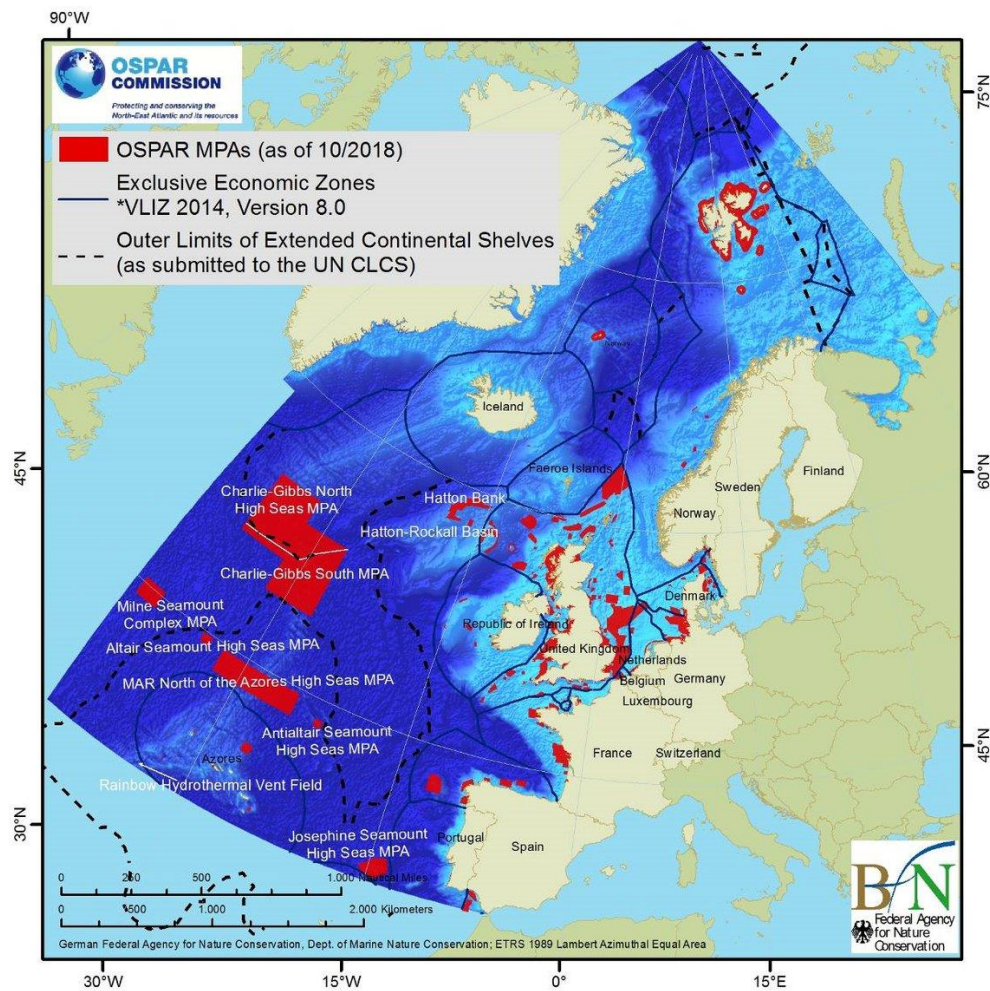 90°W
OSPAR
COMMISSION
Protecting and conserving the
North-East Atlantic and its resources
OSPAR MPAs (as of 10/2018)
Exclusive Economic Zones
*VLIZ 2014, Version 8.0
Outer Limits of Extended Continental Shelves
(as submitted to the UN CLCS)
75°N
Norway
Iceland
45°N
60°N
Faeroe Islands
Finland
Sweden
Norway
Charlie-Gibbs North
High Seas MPA
Hatton Bank
Hatton-Rockall Basin
Charlie-Gibbs South MPA
Denmark
Milne Seamount
Complex MPA
Republic of Ireland
Altair Seamount High Seas MPA
United Kingdom
Netherlands
MAR North of the Azores High Seas MPA
Belgium
Germany
Luxembourg
Antialtair Seamount
High Seas MPA
France
Switzerland
45°N
Azores
Rainbow Hydrothermal Vent Field
30°N
Josephine Seamount
High Seas MPA
Portugal
Spain
0 250 500 1.000 Nautical Miles
0 500 1.000 2.000 Kilometers
German Federal Agency for Nature Conservation, Dept. of Marine Nature Conservation; ETRS 1989 Lambert Azimuthal Equal Area
BfN
Federal Agency
for Nature
Conservation
30°W
15°W
0°
15°E